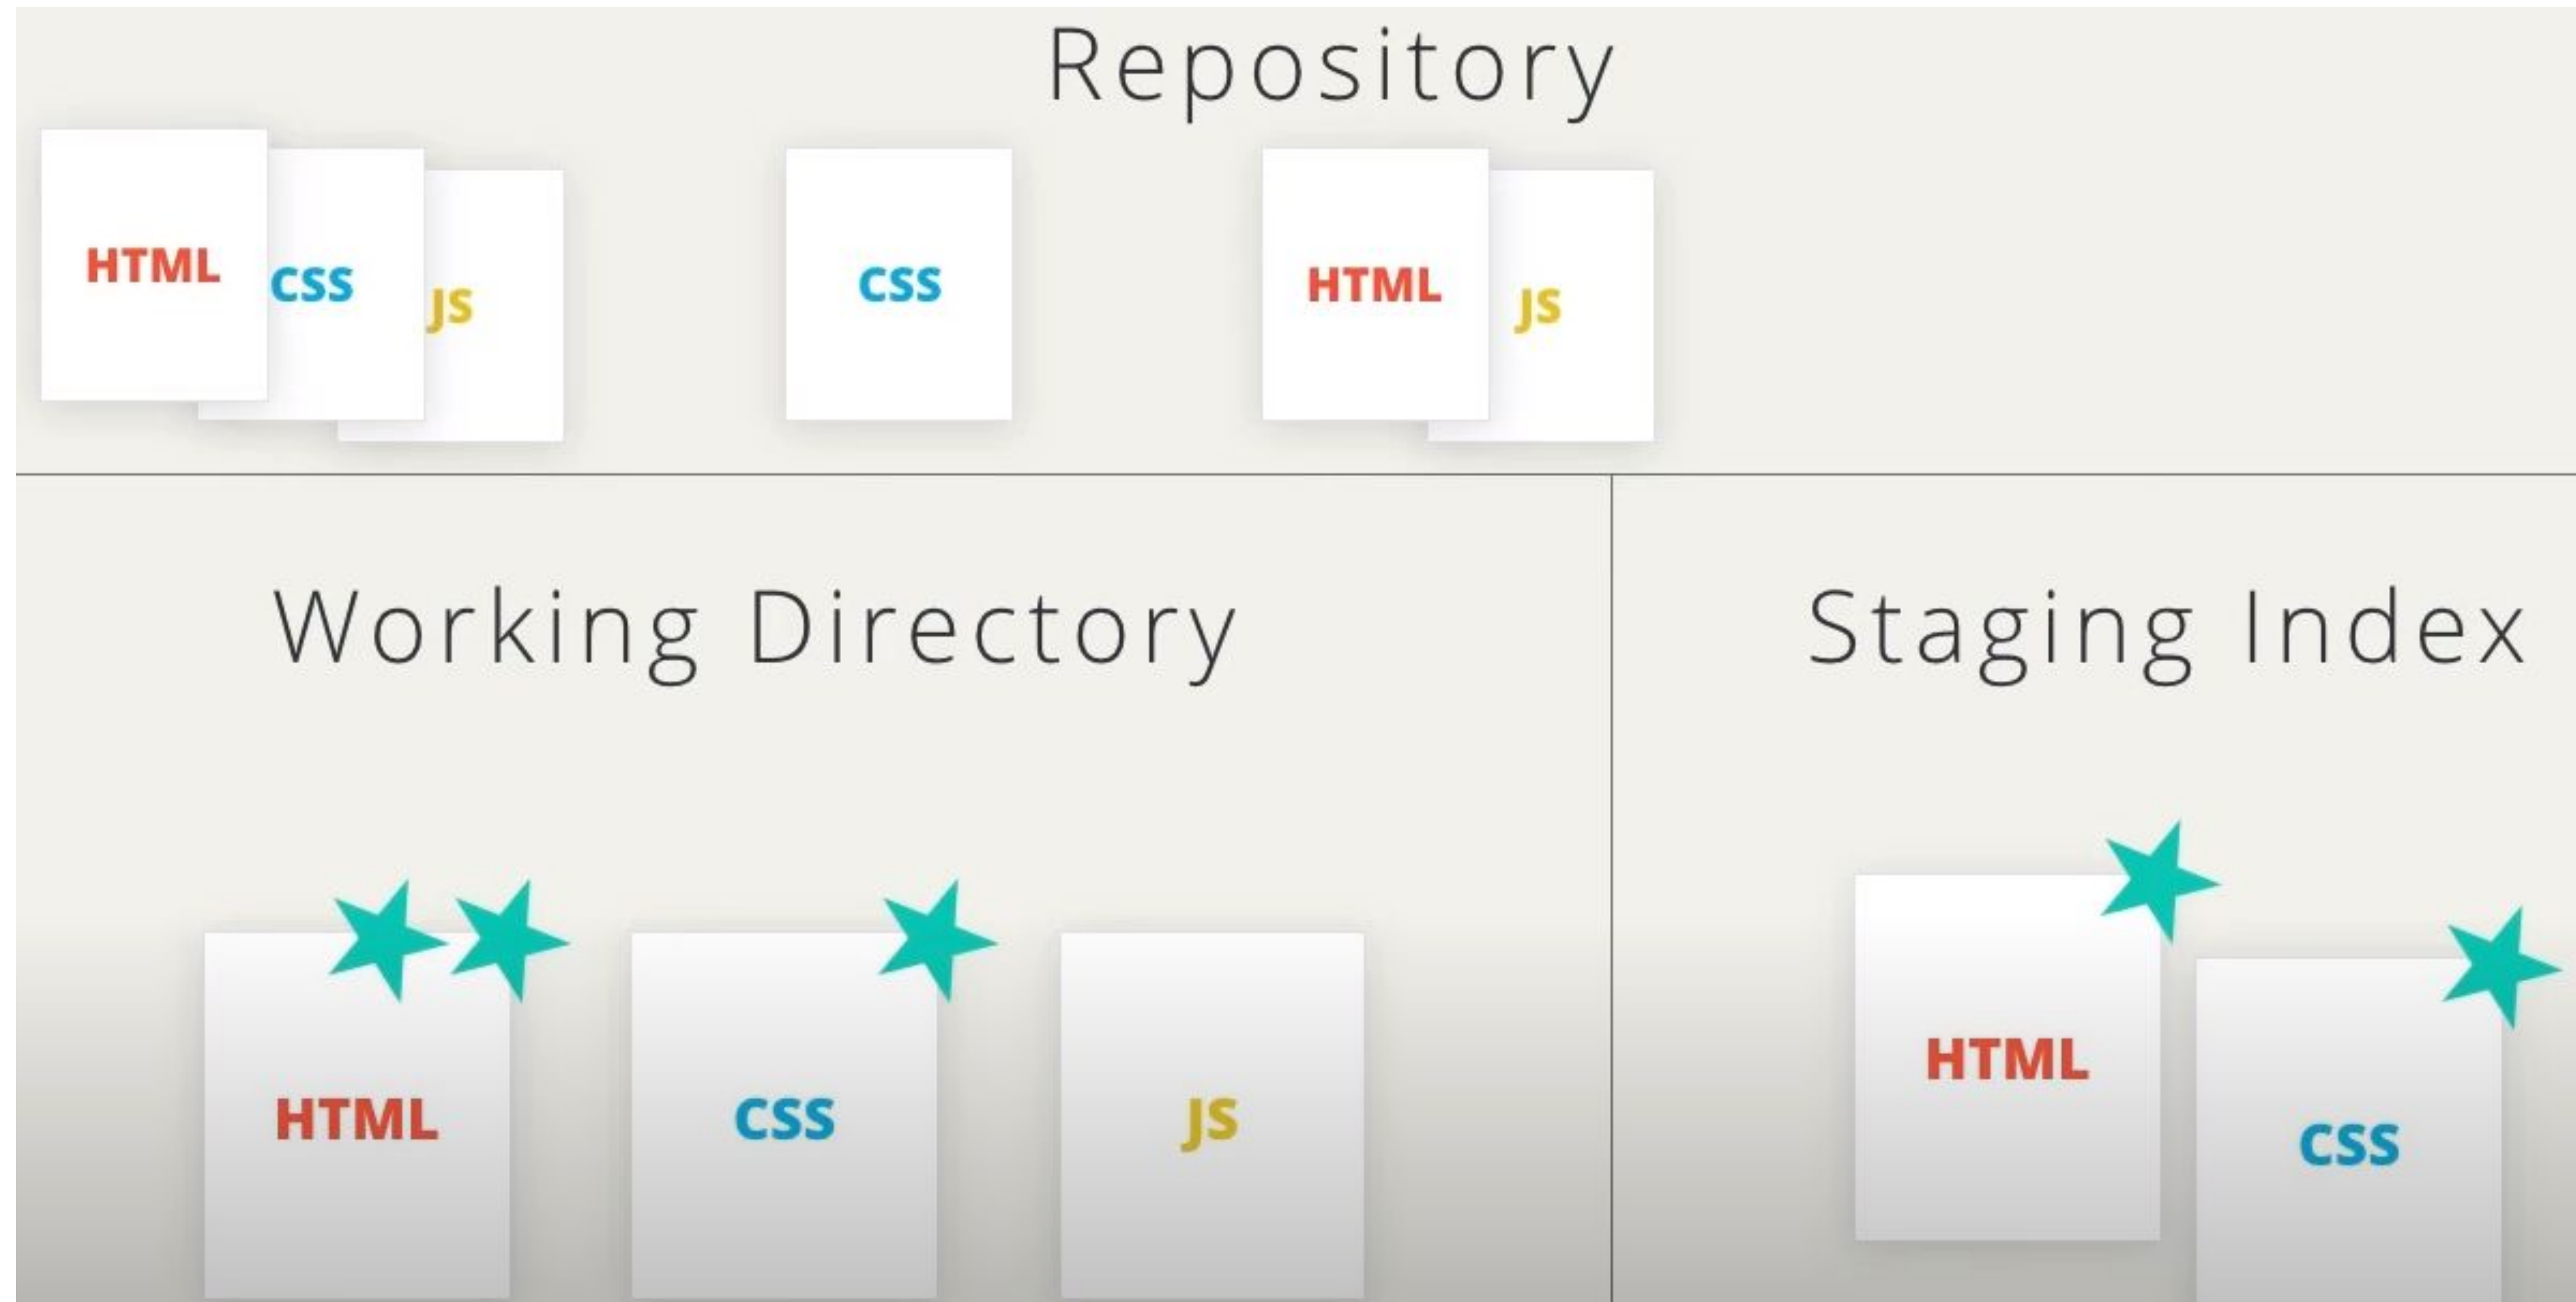 Repository
HTML CSS JS CSS HTML JS
Working Directory
Staging Index
HTML CSS JS
HTML CSS